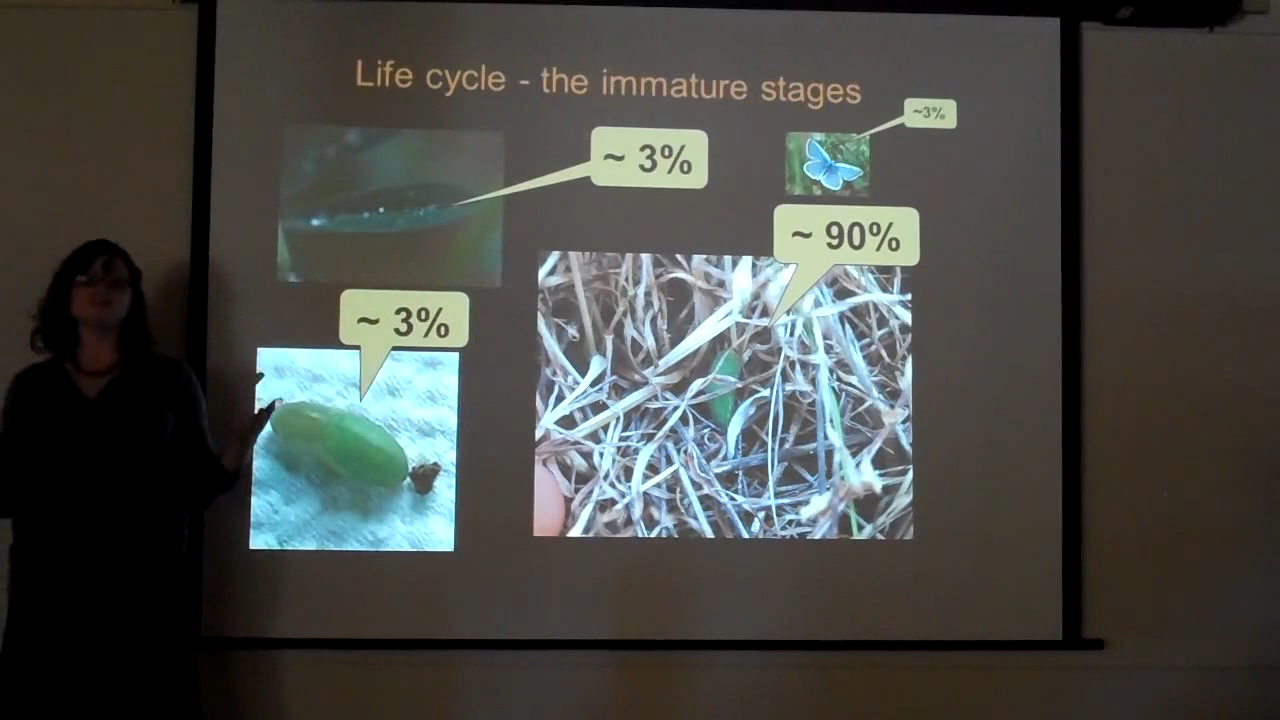 Life cycle - the immature stages
~3%
~ 3%
~ 90%
~ 3%